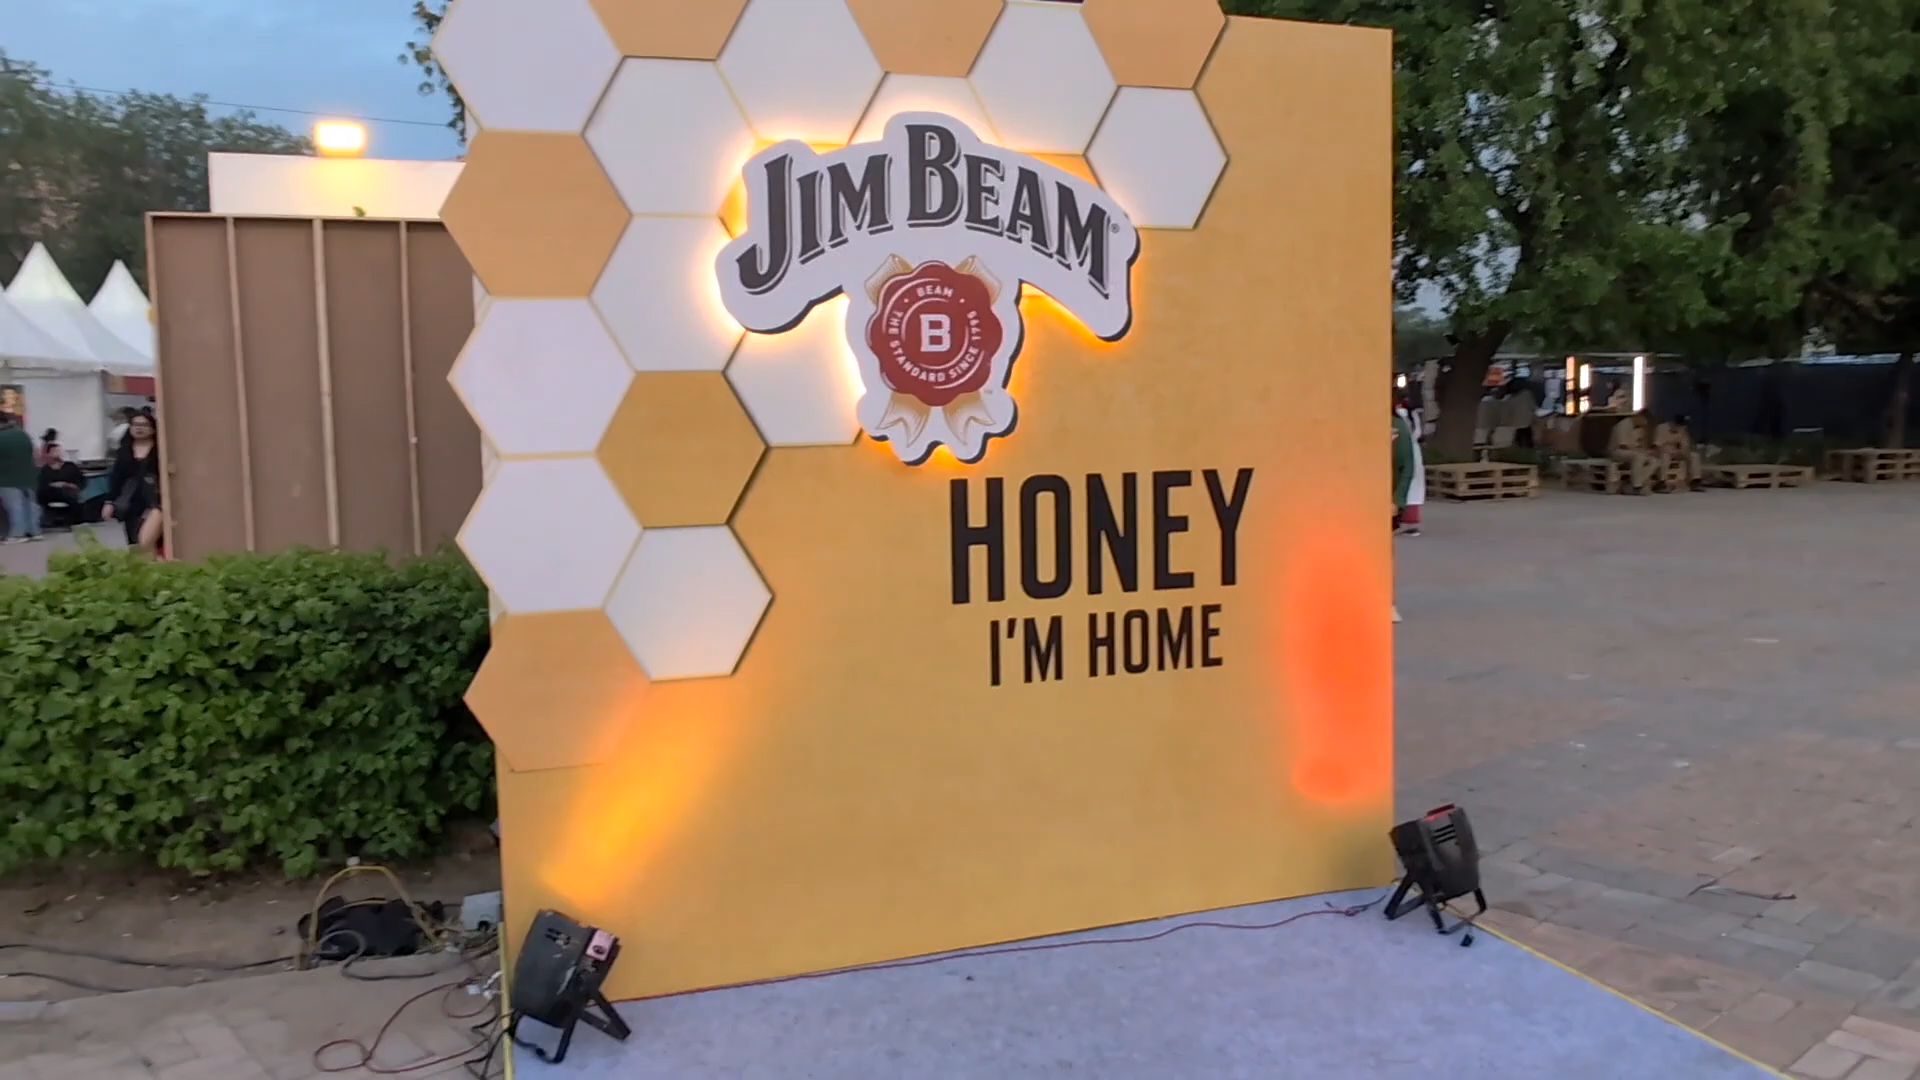 JIM BEAM®
BEAM
B
THE STANDARD SINCE 1795
HONEY
I'M HOME